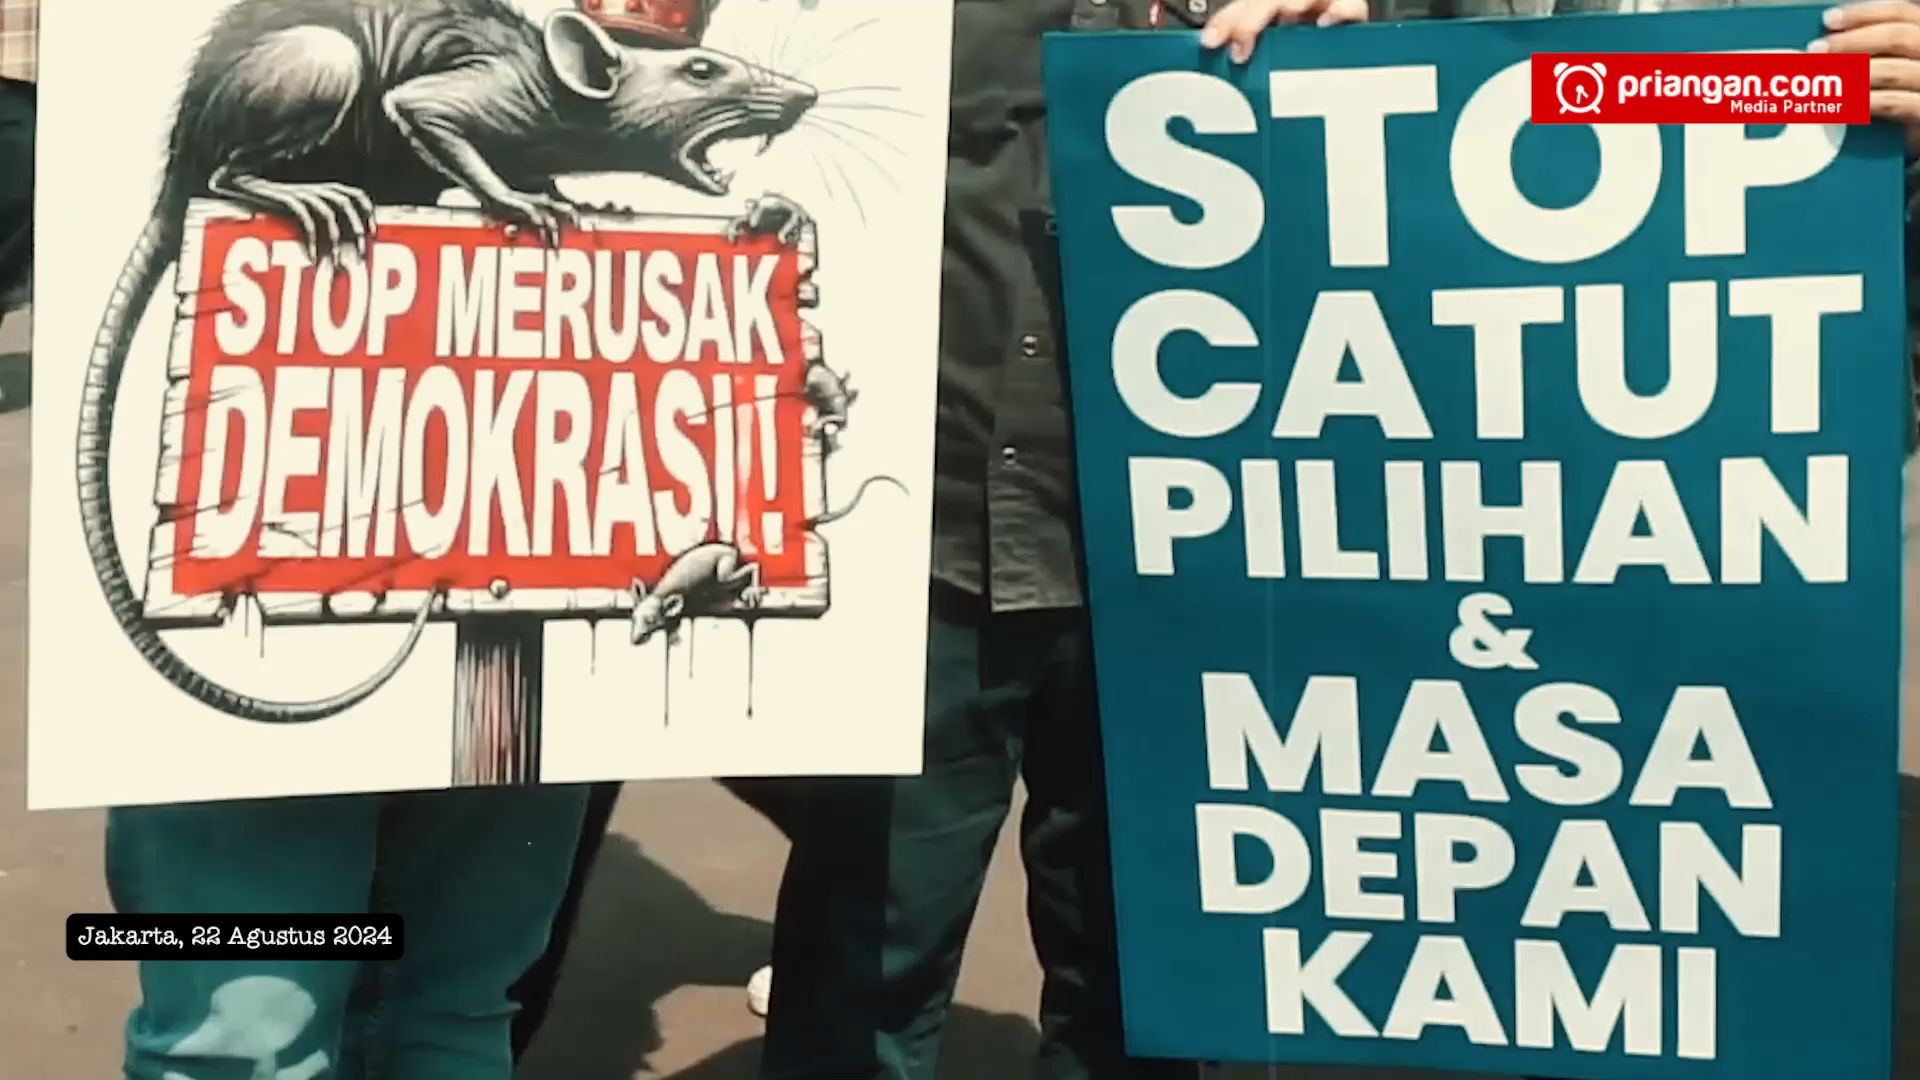 STOP MERUSAK
DEMOKRASI!!
STOP
CATUT
PILIHAN
&
MASA
DEPAN
KAMI
priangan.com
Media Partner
Jakarta, 22 Agustus 2024